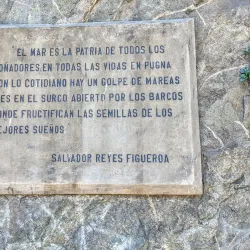 EL MAR ES LA PATRIA DE TODOS LOS
ONADORES, EN TODAS LAS VIDAS EN PUGNA
ON LO COTIDIANO HAY UN GOLPE DE MAREAS
ES EN EL SURCO ABIERTO POR LOS BARCOS
ONDE FRUCTIFICAN LAS SEMILLAS DE LOS
EJORES SUEÑOS
SALVADOR REYES FIGUEROA